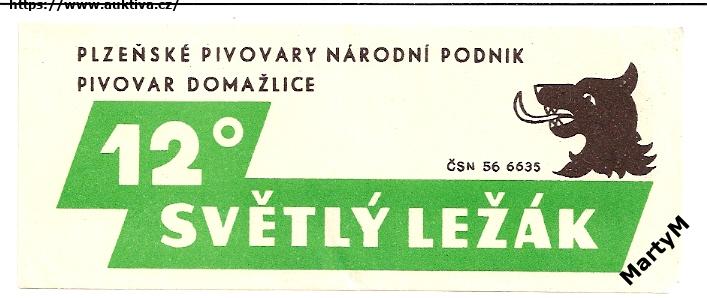 https://www.auktiva.cz/
PLZEŇSKÉ PIVOVARY NÁRODNÍ PODNIK
PIVOVAR DOMAŽLICE
12°
ČSN 56 6635
SVĚTLÝ LEŽÁK
MartyM